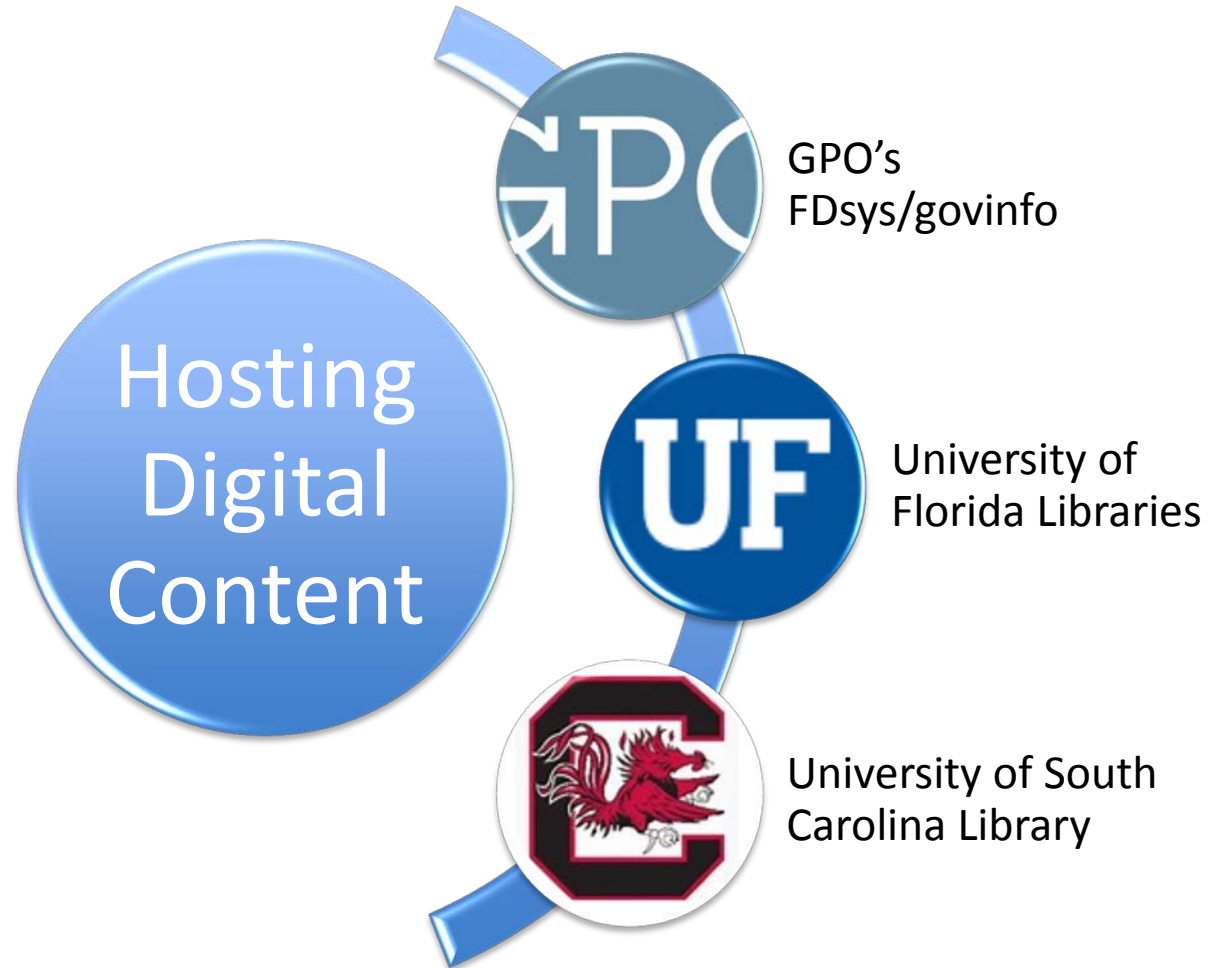 Hosting
Digital
Content
GPO
GPO's
FDsys/govinfo
UF
University of
Florida Libraries
C
University of South
Carolina Library